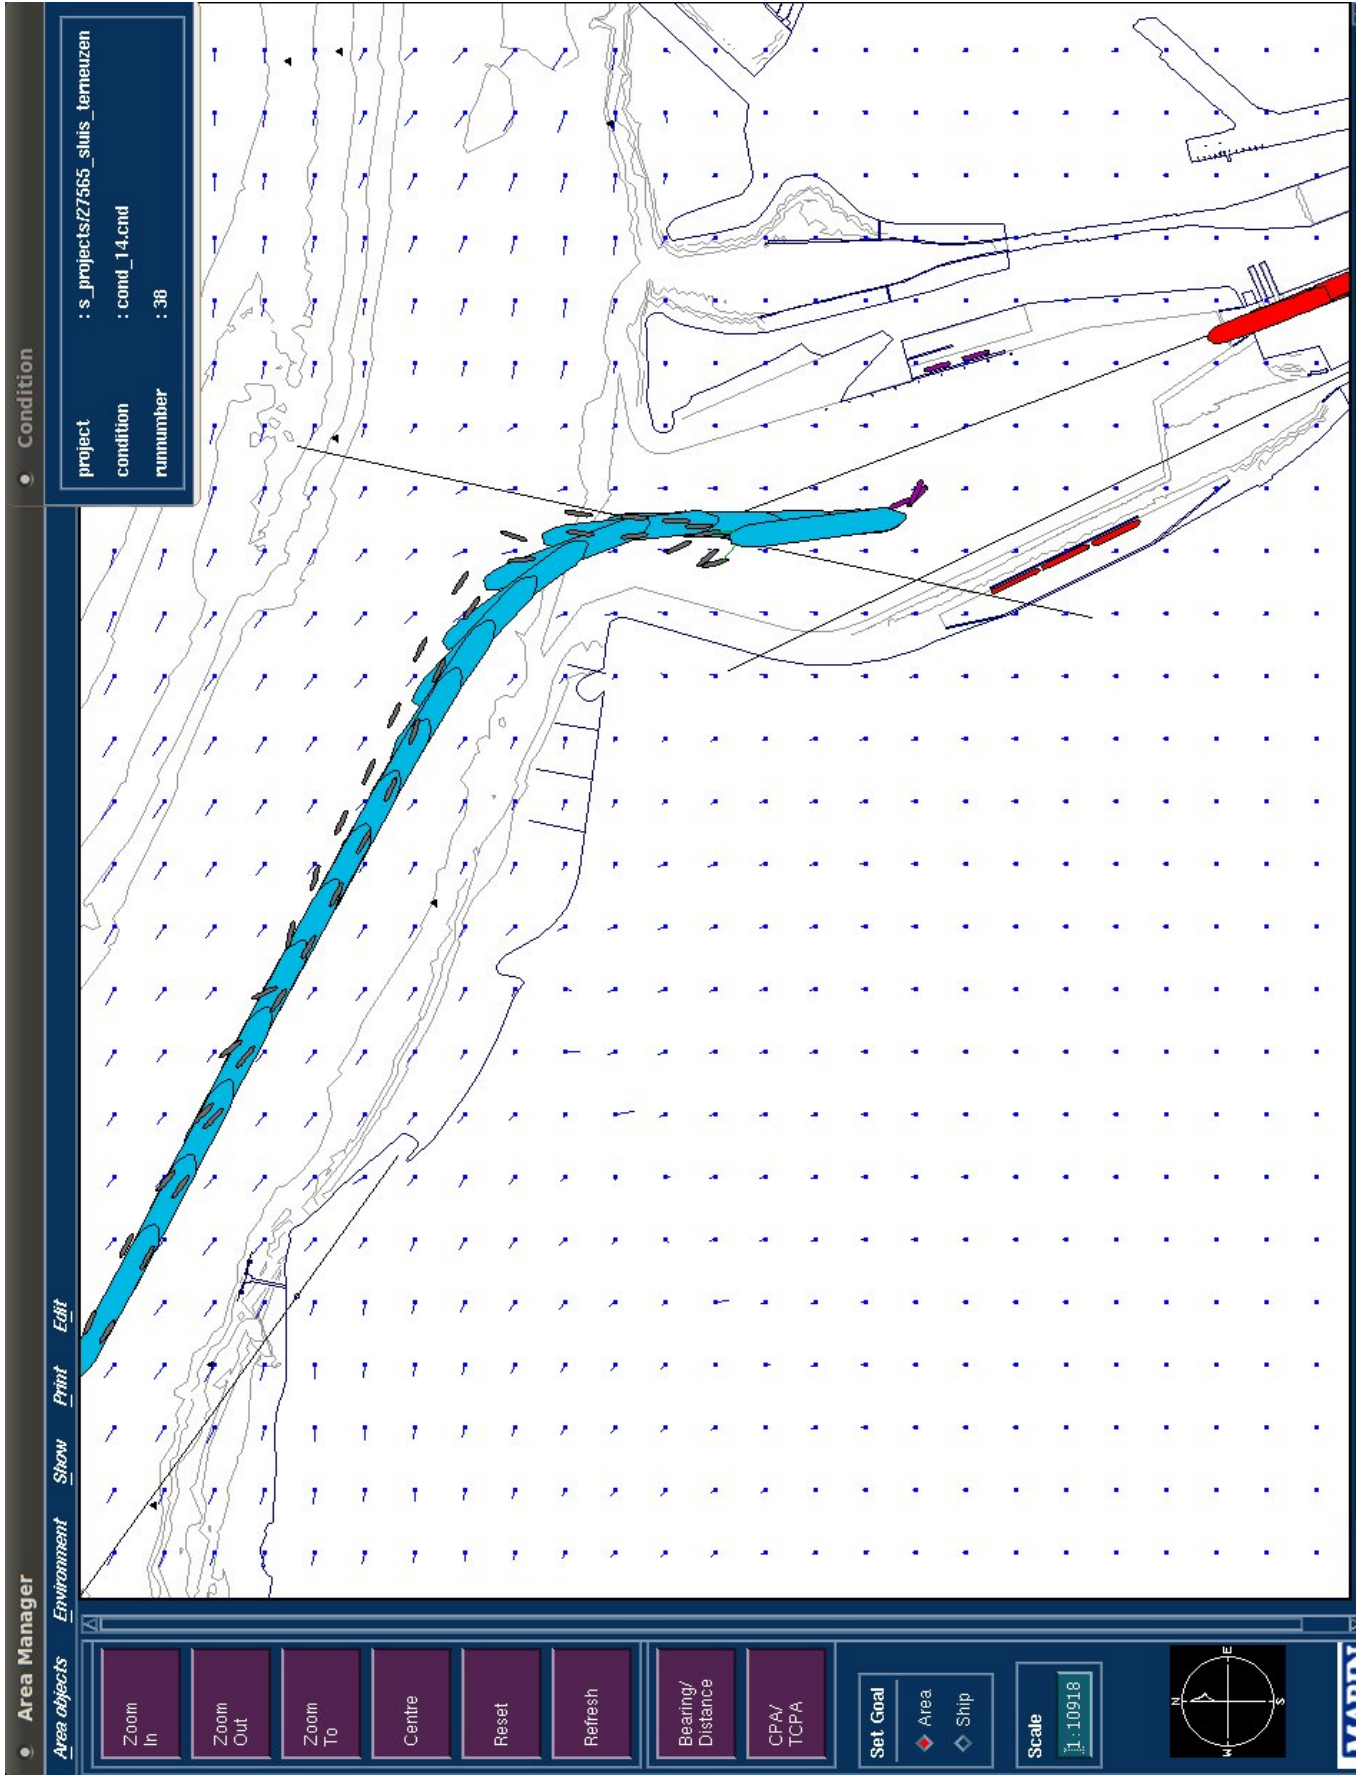 Area Manager
Condition
Area objects
Environment
Show
Print
Edit
project : s_projects/27565_sluis_terneuzen
condition : cond_14.cnd
runnumber : 38
Zoom
In
Zoom
Out
Zoom
To
Centre
Reset
Refresh
Bearing/
Distance
CPA/
TCPA
Set Goal
Area
Ship
Scale
1:10918
N
W E
S
MARIN